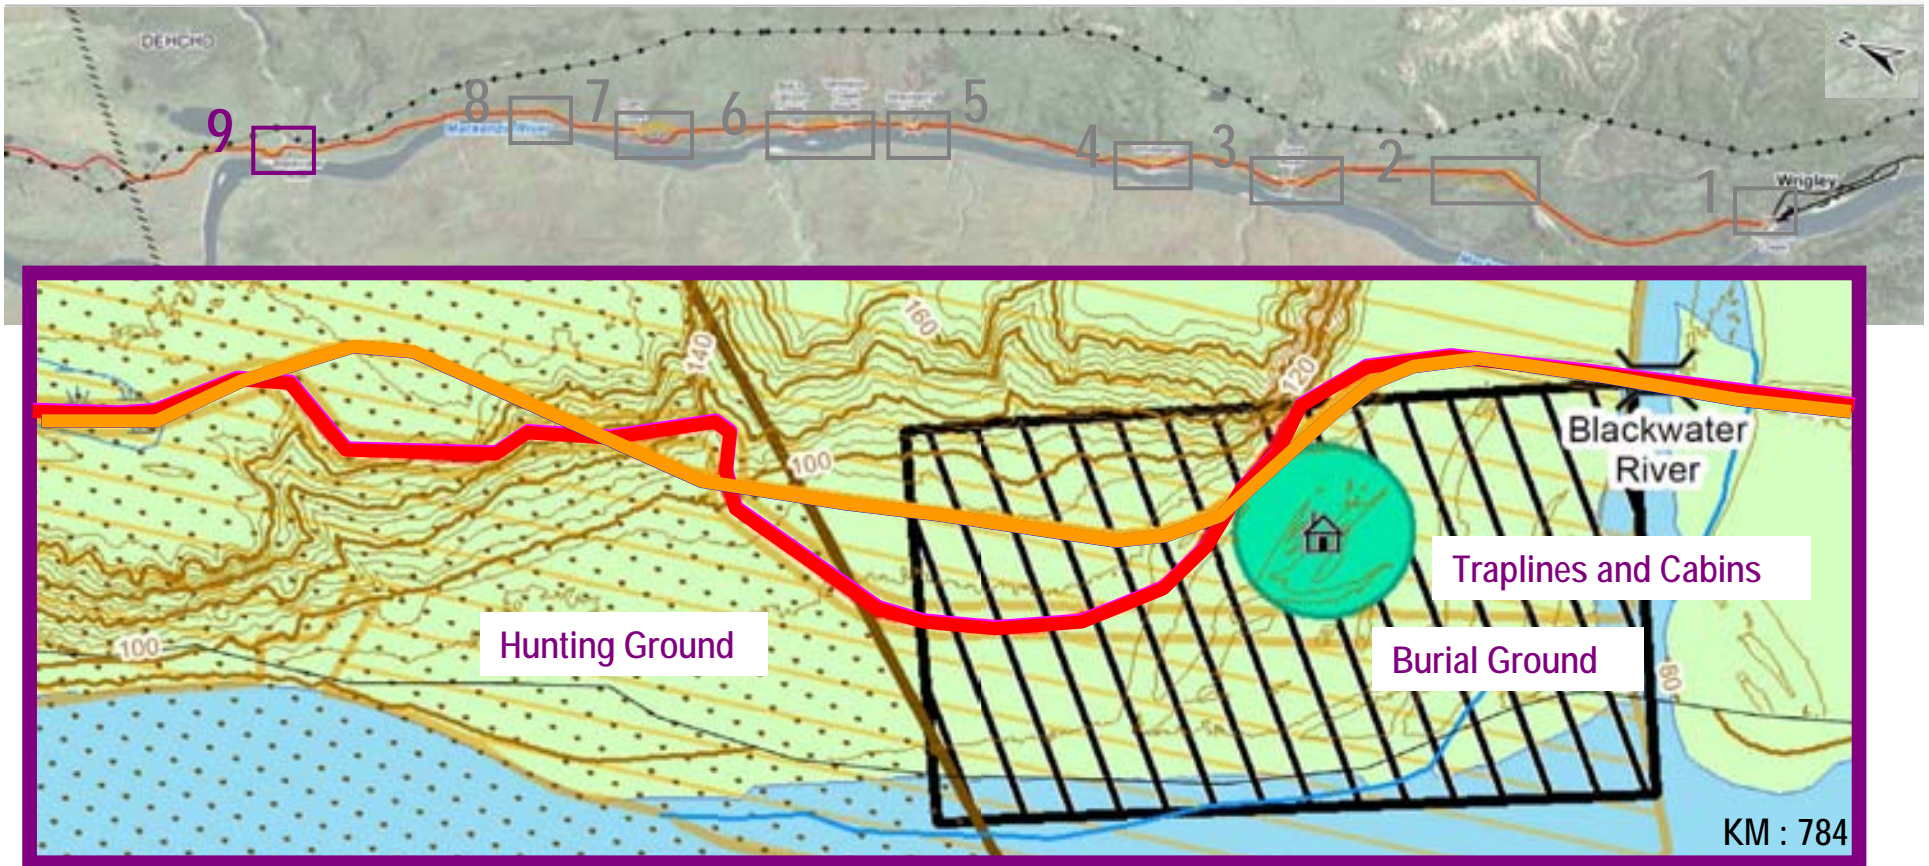 DEHCHO
N
9
8
7
6
5
4
3
2
1
Mackenzie River
Wrigley
160
140
120
100
Blackwater
River
Traplines and Cabins
Hunting Ground
Burial Ground
100
80
KM : 784